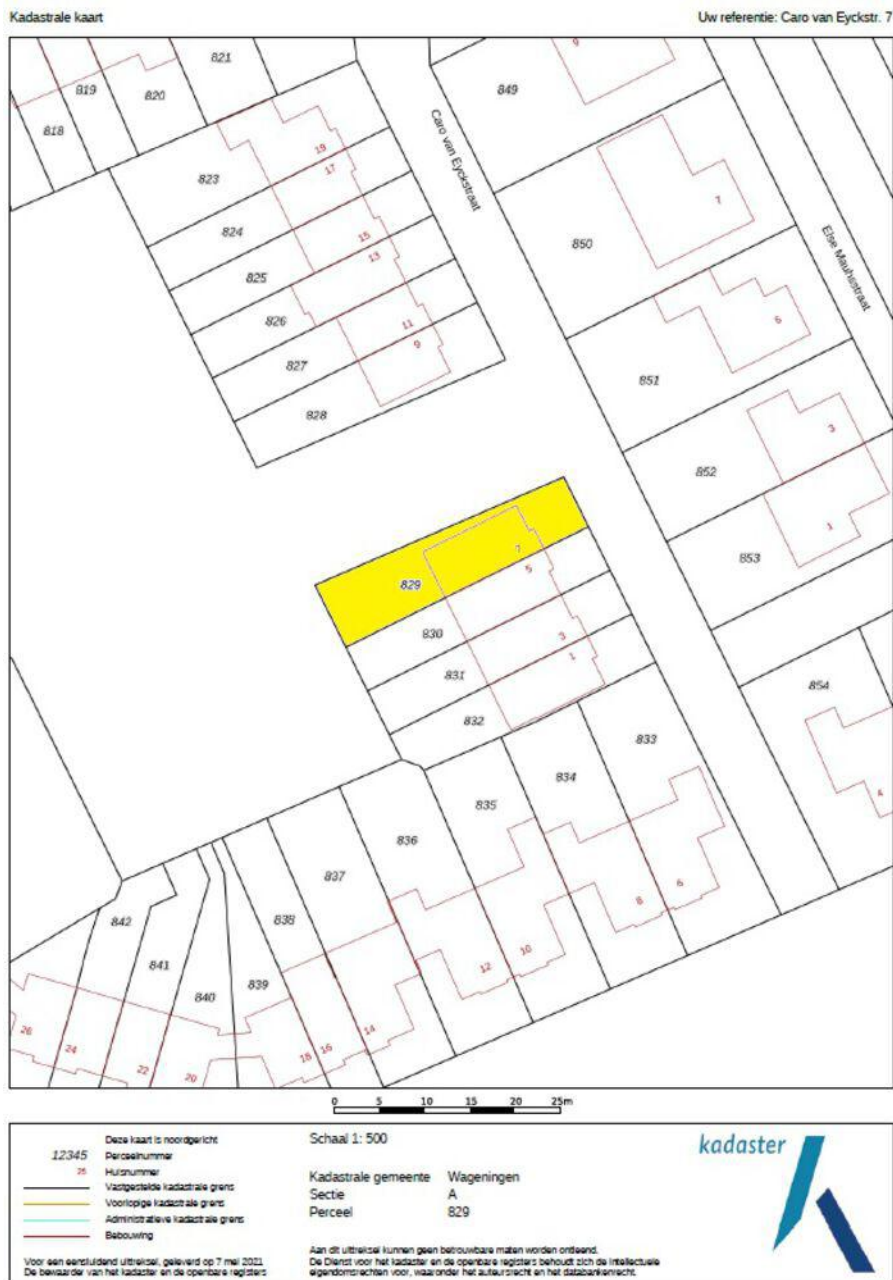 Kadastrale kaart
Uw referentie: Caro van Eyckstr. 7
821
819
820
818
849
9
Caro van Eyckstraat
823
19
17
824
15
13
825
826
11
9
827
828
850
7
Else Mauhsstraat
6
851
852
3
853
1
829
7
5
830
3
1
831
832
854
4
833
834
835
836
837
838
8
6
842
841
840
839
12
10
26
24
22
20
18
16
14
0 5 10 15 20 25m
Deze kaart is noordgericht
12345 Perceelnummer
25 Huisnummer
Vastgestelde kadastrale grens
Voorlopige kadastrale grens
Administratieve kadastrale grens
Bebouwing
Voor een eensluidend uittreksel, geleverd op 7 mei 2021
De bewaarder van het kadaster en de openbare registers
Schaal 1: 500
Kadastrale gemeente Wageningen
Sectie A
Perceel 829
Aan dit uittreksel kunnen geen betrouwbare maten worden ontleend.
De Dienst voor het kadaster en de openbare registers behoudt zich de intellectuele
eigendomsrechten voor, waaronder het auteursrecht en het databankenrecht.
kadaster